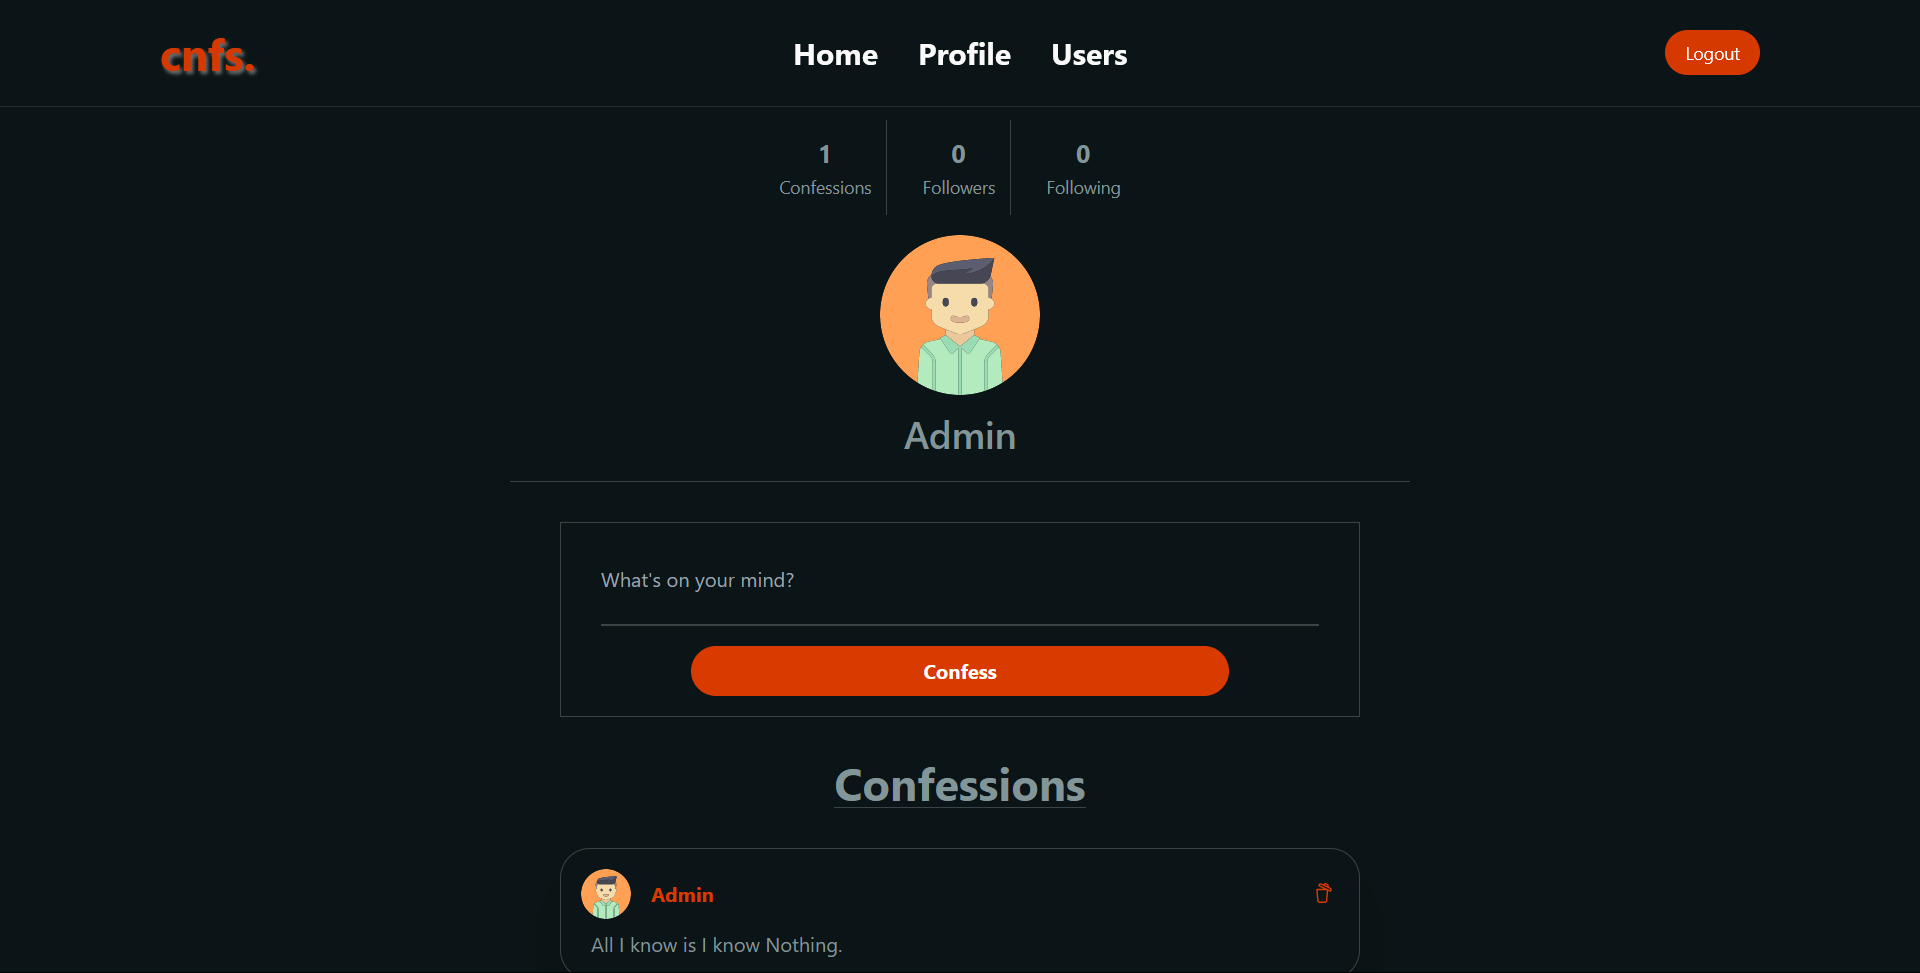 cnfs.
Home Profile Users
Logout
1 0 0
Confessions Followers Following
Admin
What's on your mind?
Confess
Confessions
Admin
All I know is I know Nothing.